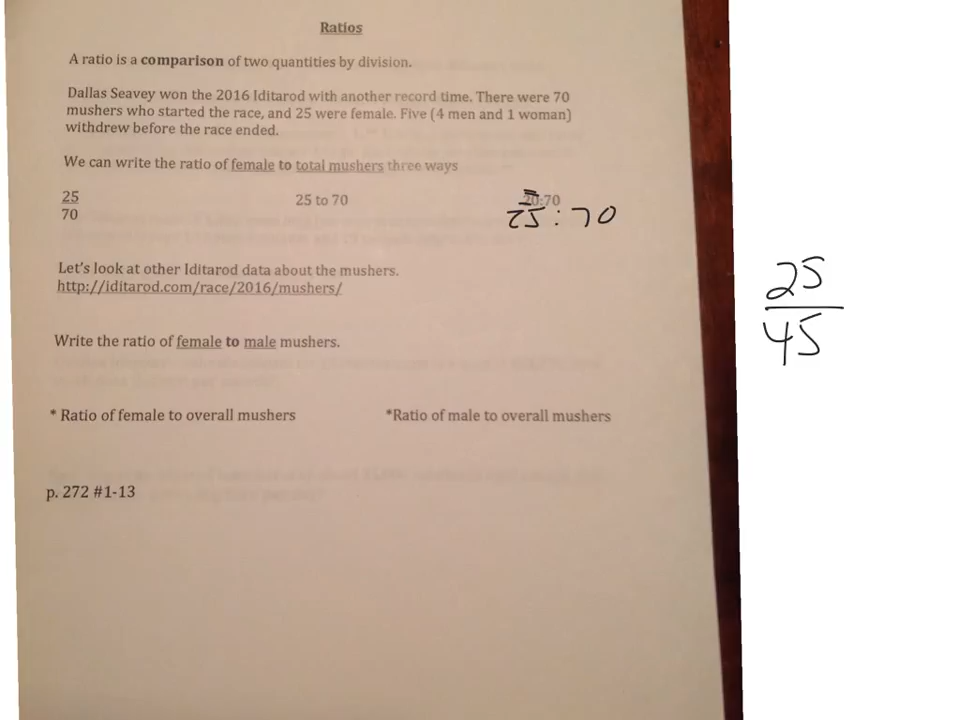 Ratios
A ratio is a comparison of two quantities by division.
Dallas Seavey won the 2016 Iditarod with another record time. There were 70
mushers who started the race, and 25 were female. Five (4 men and 1 woman)
withdrew before the race ended.
We can write the ratio of female to total mushers three ways
25
70
25 to 70
20:70
25:70
Let's look at other Iditarod data about the mushers.
http://iditarod.com/race/2016/mushers/
25
45
Write the ratio of female to male mushers.
* Ratio of female to overall mushers
*Ratio of male to overall mushers
p. 272 #1-13